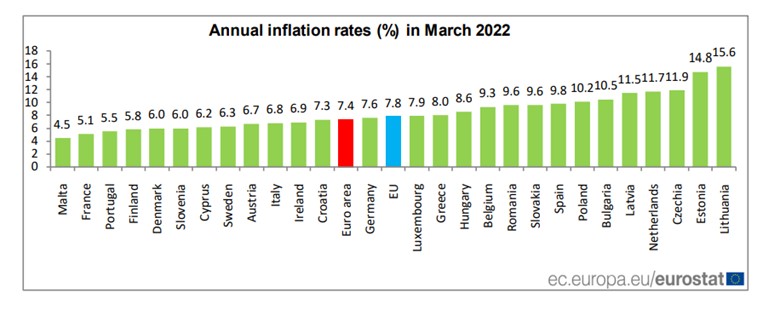 Annual inflation rates (%) in March 2022
18
16
14
12
10
8
6
4
2
0
4.5 5.1 5.5 5.8 6.0 6.0 6.2 6.3 6.7 6.8 6.9 7.3 7.4 7.6 7.8 7.9 8.0 8.6 9.3 9.6 9.6 9.8 10.2 10.5 11.5 11.7 11.9 14.8 15.6
Malta
France
Portugal
Finland
Denmark
Slovenia
Cyprus
Sweden
Austria
Italy
Ireland
Croatia
Euro area
Germany
EU
Luxembourg
Greece
Hungary
Belgium
Romania
Slovakia
Spain
Poland
Bulgaria
Latvia
Netherlands
Czechia
Estonia
Lithuania
ec.europa.eu/eurostat